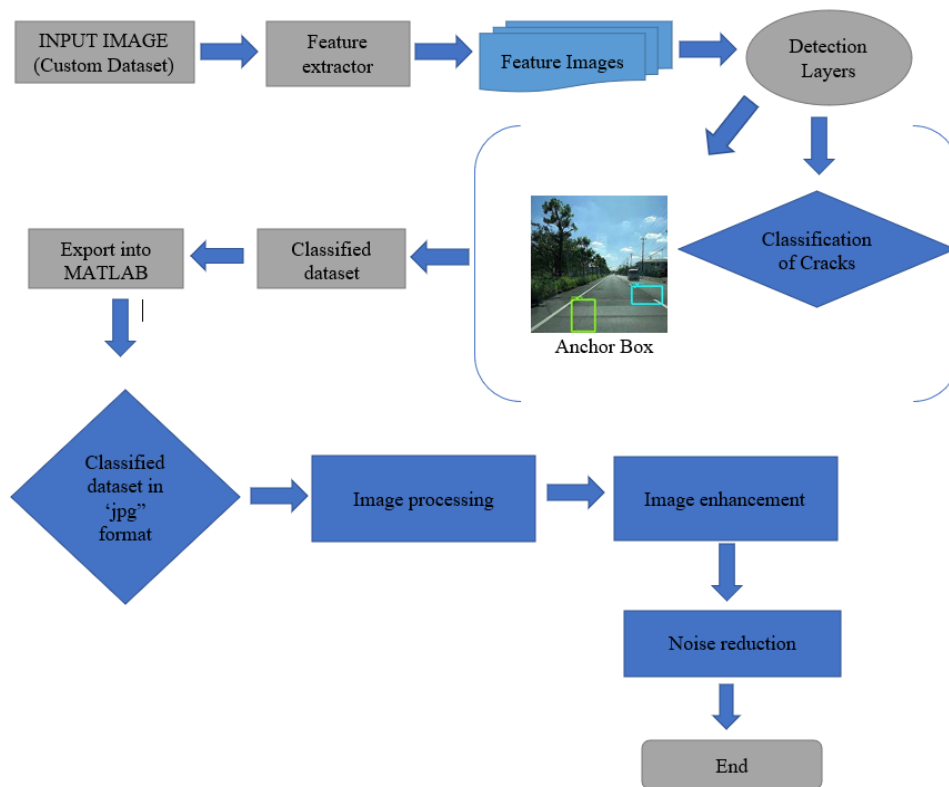 INPUT IMAGE
(Custom Dataset)
Feature
extractor
Feature Images
Detection
Layers
Classification
of Cracks
Anchor Box
Classified
dataset
Export into
MATLAB
Classified
dataset in
‘jpg”
format
Image processing
Image enhancement
Noise reduction
End